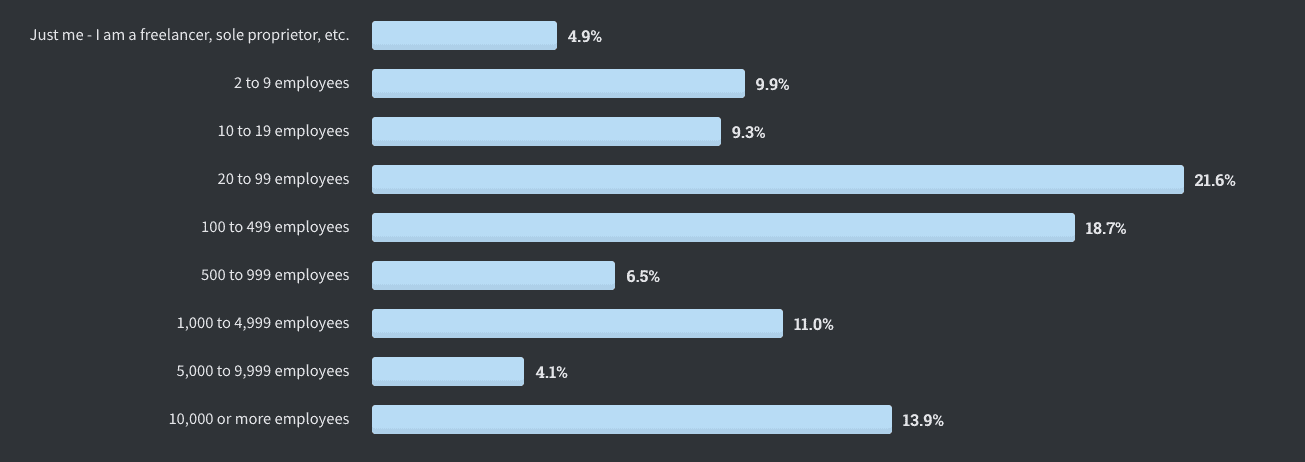 Just me - I am a freelancer, sole proprietor, etc. 4.9%
2 to 9 employees 9.9%
10 to 19 employees 9.3%
20 to 99 employees 21.6%
100 to 499 employees 18.7%
500 to 999 employees 6.5%
1,000 to 4,999 employees 11.0%
5,000 to 9,999 employees 4.1%
10,000 or more employees 13.9%